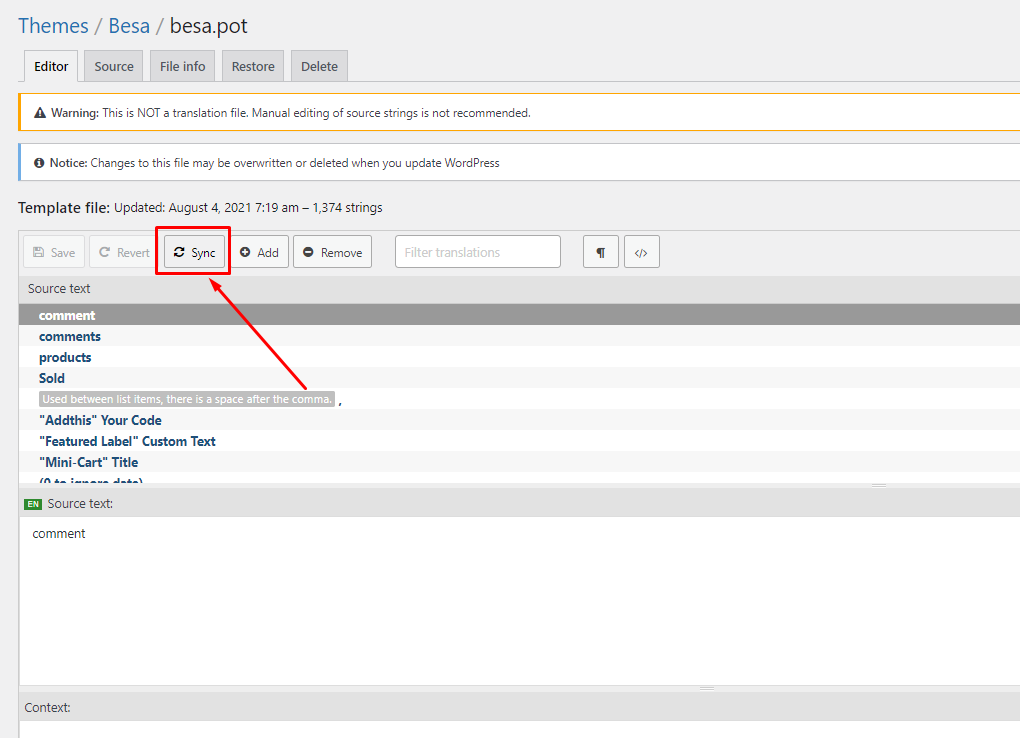 Themes / Besa / besa.pot
Editor Source File info Restore Delete
Warning: This is NOT a translation file. Manual editing of source strings is not recommended.
Notice: Changes to this file may be overwritten or deleted when you update WordPress
Template file: Updated: August 4, 2021 7:19 am – 1,374 strings
Save Revert Sync Add Remove Filter translations ¶ </>
Source text
comment
comments
products
Sold
Used between list items, there is a space after the comma. ,
"Addthis" Your Code
"Featured Label" Custom Text
"Mini-Cart" Title
(0 to ignore date)
EN Source text:
comment
Context: